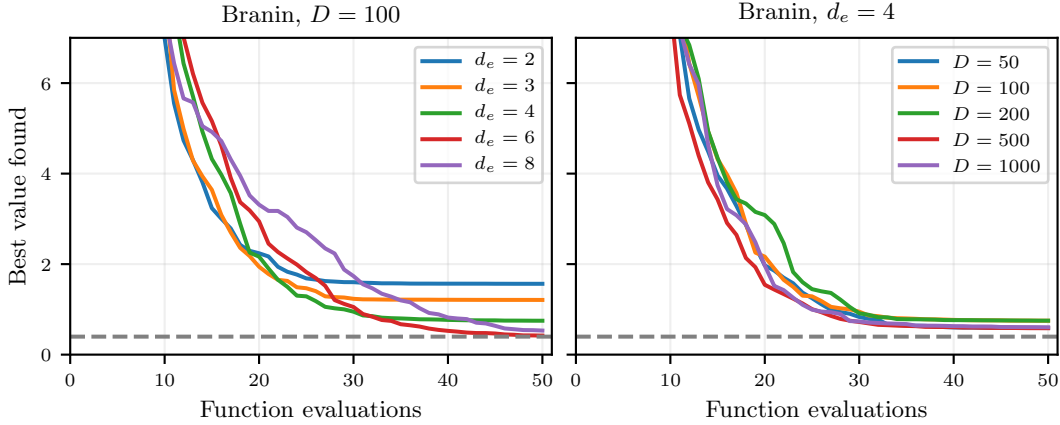 Branin, $D = 100$
Best value found
6
4
2
0
0
10
20
30
40
50
Function evaluations
$d_e = 2$
$d_e = 3$
$d_e = 4$
$d_e = 6$
$d_e = 8$
Branin, $d_e = 4$
0
10
20
30
40
50
Function evaluations
$D = 50$
$D = 100$
$D = 200$
$D = 500$
$D = 1000$